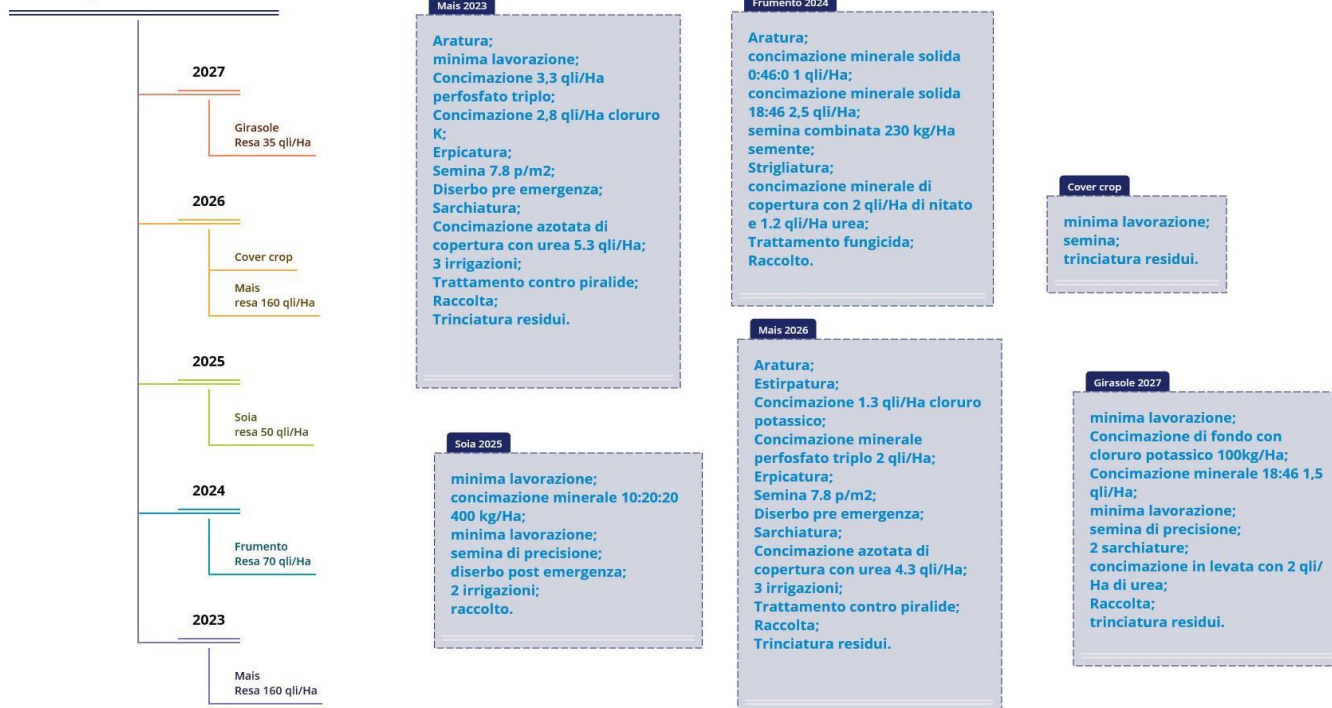 2027
Girasole
Resa 35 qli/Ha
2026
Cover crop
Mais
resa 160 qli/Ha
2025
Soia
resa 50 qli/Ha
2024
Frumento
Resa 70 qli/Ha
2023
Mais
Resa 160 qli/Ha
Mais 2023
Aratura;
minima lavorazione;
Concimazione 3,3 qli/Ha
perfosfato triplo;
Concimazione 2,8 qli/Ha cloruro
K;
Erpicatura;
Semina 7.8 p/m2;
Diserbo pre emergenza;
Sarchiatura;
Concimazione azotata di
copertura con urea 5.3 qli/Ha;
3 irrigazioni;
Trattamento contro piralide;
Raccolta;
Trinciatura residui.
Frumento 2024
Aratura;
concimazione minerale solida
0:46:0 1 qli/Ha;
concimazione minerale solida
18:46 2,5 qli/Ha;
semina combinata 230 kg/Ha
semente;
Strigliatura;
concimazione minerale di
copertura con 2 qli/Ha di nitato
e 1.2 qli/Ha urea;
Trattamento fungicida;
Raccolto.
Cover crop
minima lavorazione;
semina;
trinciatura residui.
Soia 2025
minima lavorazione;
concimazione minerale 10:20:20
400 kg/Ha;
minima lavorazione;
semina di precisione;
diserbo post emergenza;
2 irrigazioni;
raccolto.
Mais 2026
Aratura;
Estirpatura;
Concimazione 1.3 qli/Ha cloruro
potassico;
Concimazione minerale
perfosfato triplo 2 qli/Ha;
Erpicatura;
Semina 7.8 p/m2;
Diserbo pre emergenza;
Sarchiatura;
Concimazione azotata di
copertura con urea 4.3 qli/Ha;
3 irrigazioni;
Trattamento contro piralide;
Raccolta;
Trinciatura residui.
Girasole 2027
minima lavorazione;
Concimazione di fondo con
cloruro potassico 100kg/Ha;
Concimazione minerale 18:46 1,5
qli/Ha;
minima lavorazione;
semina di precisione;
2 sarchiature;
concimazione in levata con 2 qli/
Ha di urea;
Raccolta;
trinciatura residui.